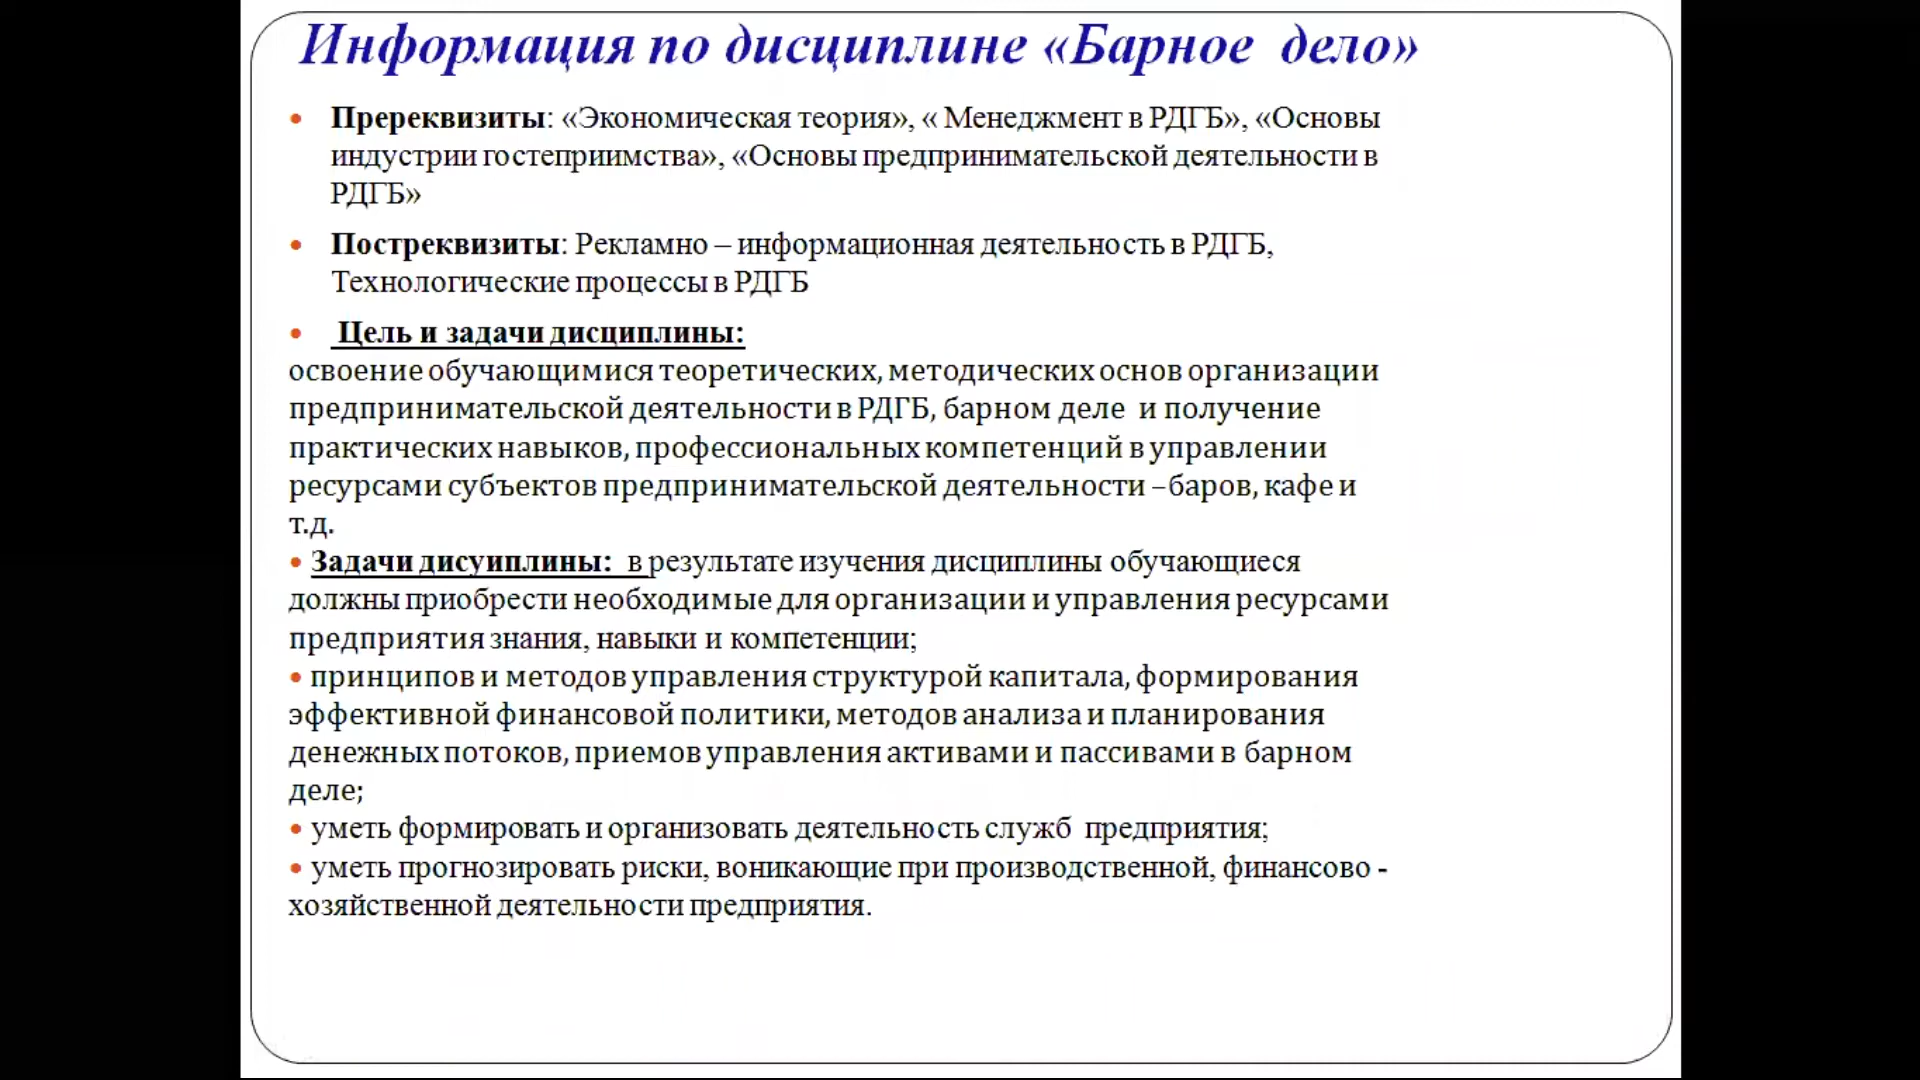 Информация по дисциплине «Барное дело»
• Пререквизиты: «Экономическая теория», « Менеджмент в РДГБ», «Основы
индустрии гостеприимства», «Основы предпринимательской деятельности в
РДГБ»
• Постреквизиты: Рекламно – информационная деятельность в РДГБ,
Технологические процессы в РДГБ
• Цель и задачи дисциплины:
освоение обучающимися теоретических, методических основ организации
предпринимательской деятельности в РДГБ, барном деле и получение
практических навыков, профессиональных компетенций в управлении
ресурсами субъектов предпринимательской деятельности –баров, кафе и
т.д.
• Задачи дисуиплины: в результате изучения дисциплины обучающиеся
должны приобрести необходимые для организации и управления ресурсами
предприятия знания, навыки и компетенции;
• принципов и методов управления структурой капитала, формирования
эффективной финансовой политики, методов анализа и планирования
денежных потоков, приемов управления активами и пассивами в барном
деле;
• уметь формировать и организовать деятельность служб предприятия;
• уметь прогнозировать риски, воникающие при производственной, финансово -
хозяйственной деятельности предприятия.